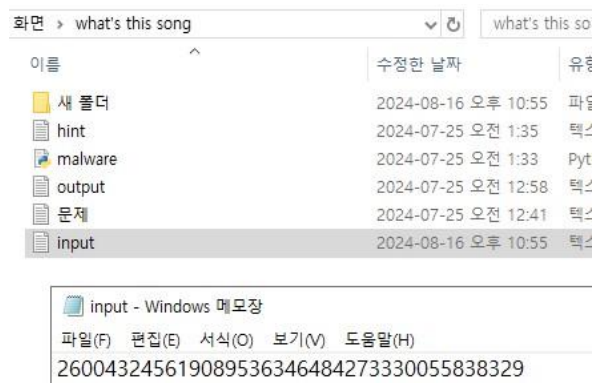 화면 > what's this song what's this so
이름 수정한 날짜 유형
새 폴더 2024-08-16 오후 10:55 파일
hint 2024-07-25 오전 1:35 텍스
malware 2024-07-25 오전 1:33 Pyt
output 2024-07-25 오전 12:58 텍스
문제 2024-07-25 오전 12:41 텍스
input 2024-08-16 오후 10:55 텍스
input - Windows 메모장
파일(F) 편집(E) 서식(O) 보기(V) 도움말(H)
260043245619089536346484273330055838329